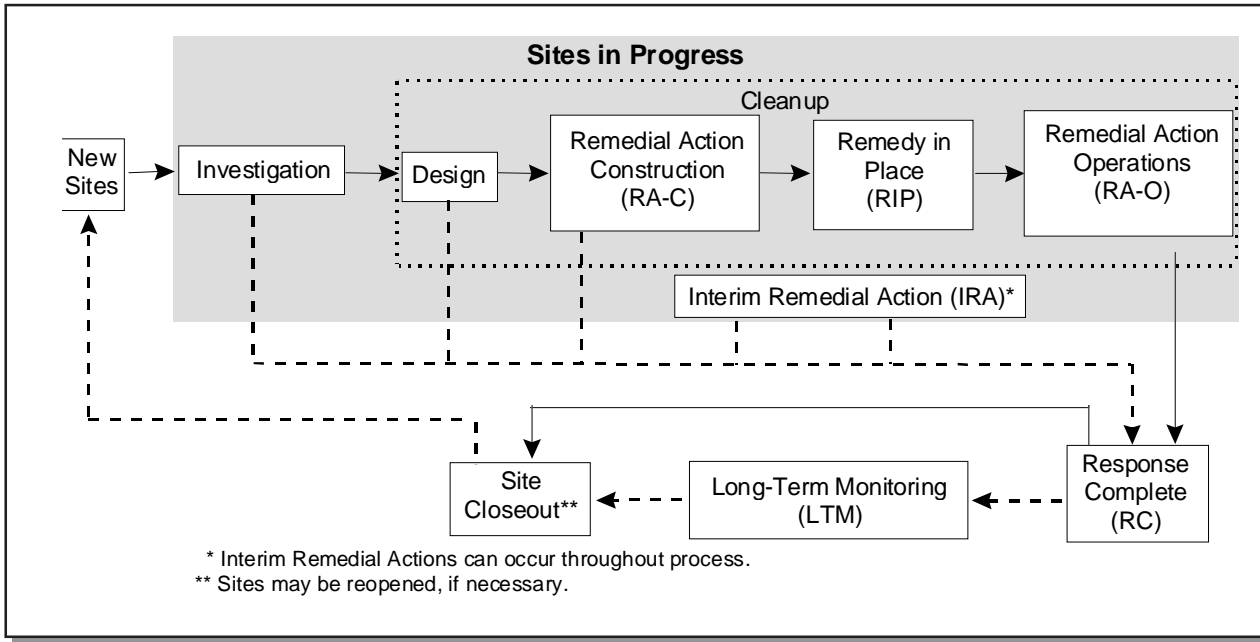 Sites in Progress
Cleanup
New
Sites
Investigation
Design
Remedial Action
Construction
(RA-C)
Remedy in
Place
(RIP)
Remedial Action
Operations
(RA-O)
Interim Remedial Action (IRA)*
Site
Closeout**
Long-Term Monitoring
(LTM)
Response
Complete
(RC)
* Interim Remedial Actions can occur throughout process.
** Sites may be reopened, if necessary.